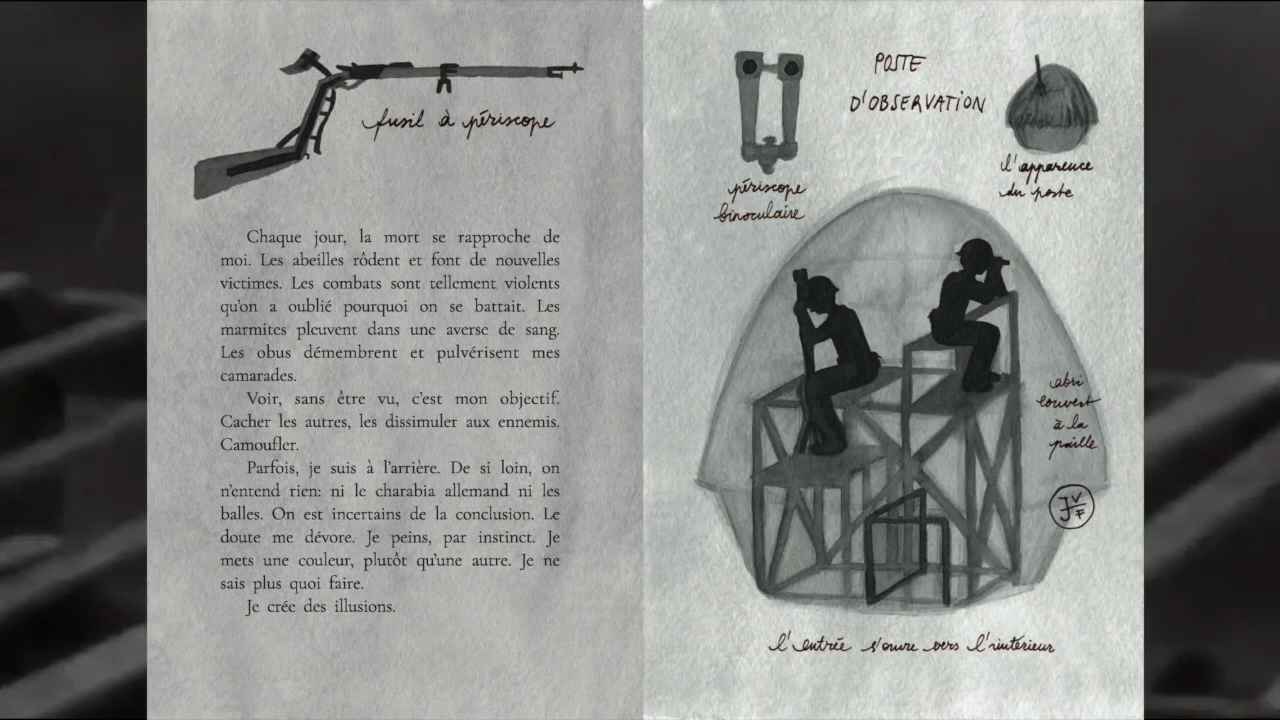 fusil à périscope
Chaque jour, la mort se rapproche de
moi. Les abeilles rôdent et font de nouvelles
victimes. Les combats sont tellement violents
qu'on a oublié pourquoi on se battait. Les
marmites pleuvent dans une averse de sang.
Les obus démembrent et pulvérisent mes
camarades.
Voir, sans être vu, c'est mon objectif.
Cacher les autres, les dissimuler aux ennemis.
Camoufler.
Parfois, je suis à l'arrière. De si loin, on
n'entend rien: ni le charabia allemand ni les
balles. On est incertains de la conclusion. Le
doute me dévore. Je peins, par instinct. Je
mets une couleur, plutôt qu'une autre. Je ne
sais plus quoi faire.
Je crée des illusions.
POSTE
D'OBSERVATION
périscope
binoculaire
l'apparence
du poste
abri
couvert
à la
paille
JVJF
l'entrée s'ouvre vers l'intérieur